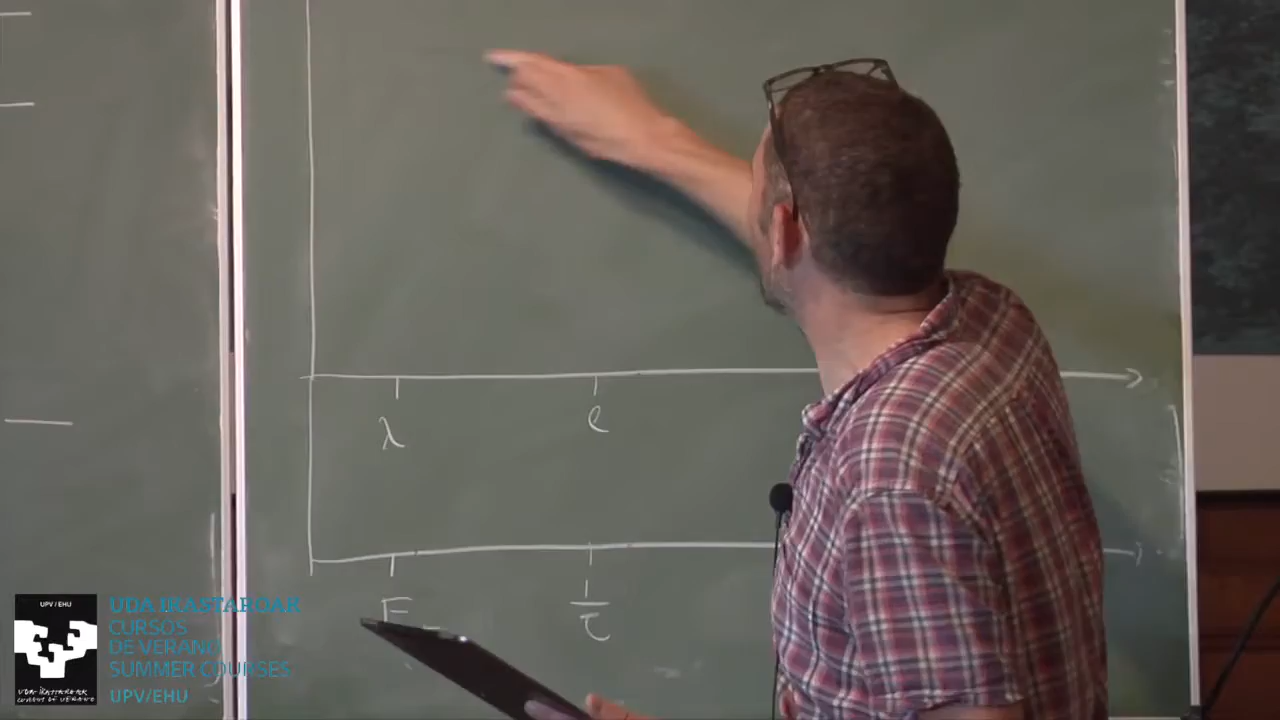 λ
e
E
1
τ
UPV / EHU
UDA IKASTAROAK
CURSOS
DE VERANO
SUMMER COURSES
UPV/EHU